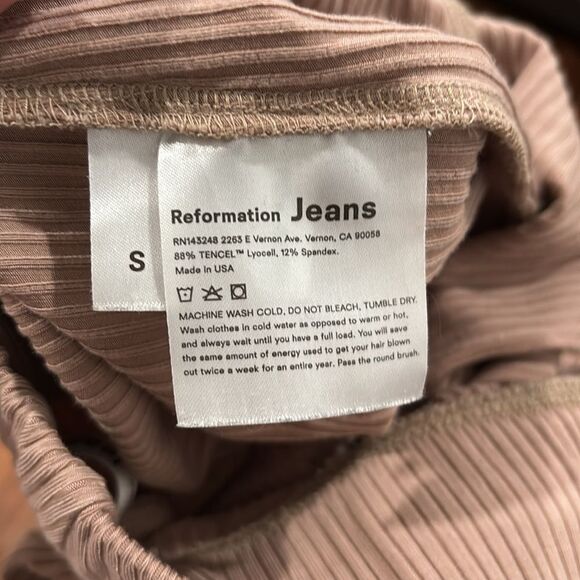 S
Reformation Jeans
RN143248 2263 E Vernon Ave. Vernon, CA 90058
88% TENCEL™ Lyocell, 12% Spandex.
Made in USA
MACHINE WASH COLD, DO NOT BLEACH, TUMBLE DRY.
Wash clothes in cold water as opposed to warm or hot,
and always wait until you have a full load. You will save
the same amount of energy used to get your hair blown
out twice a week for an entire year. Pass the round brush.